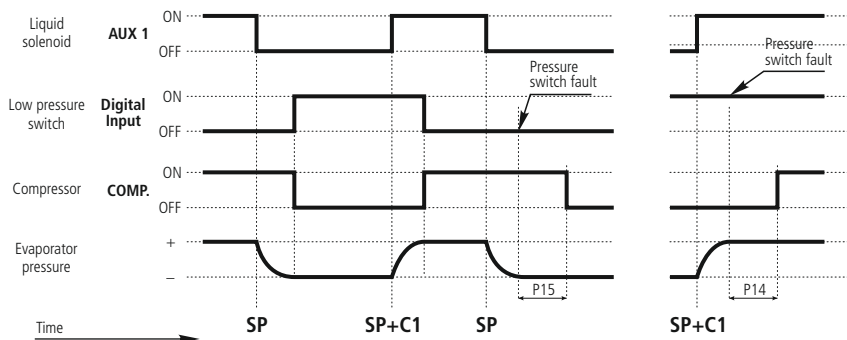 Liquid
solenoid
AUX 1
ON
OFF
Pressure
switch fault
Pressure
switch fault
Low pressure
switch
Digital
Input
ON
OFF
Compressor
COMP.
ON
OFF
Evaporator
pressure
+
–
P15
P14
Time
SP
SP+C1
SP
SP+C1